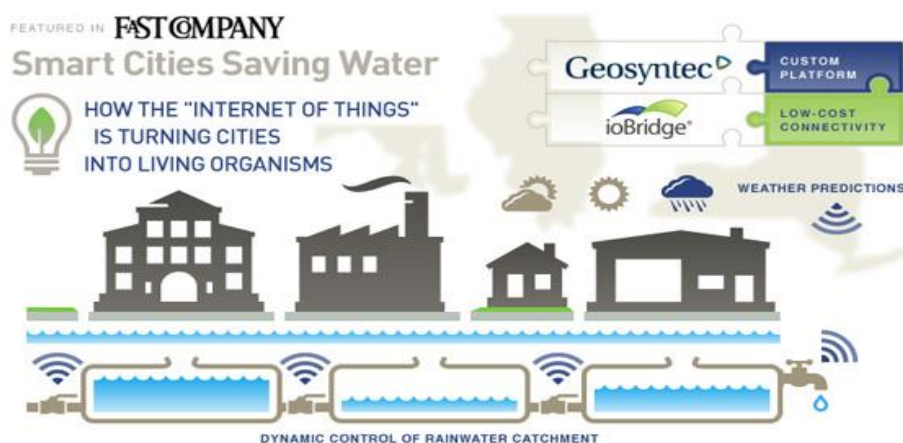 FEATURED IN FAST COMPANY
Smart Cities Saving Water
HOW THE "INTERNET OF THINGS"
IS TURNING CITIES
INTO LIVING ORGANISMS
Geosyntec
CUSTOM
PLATFORM
ioBridge®
LOW-COST
CONNECTIVITY
WEATHER PREDICTIONS
DYNAMIC CONTROL OF RAINWATER CATCHMENT